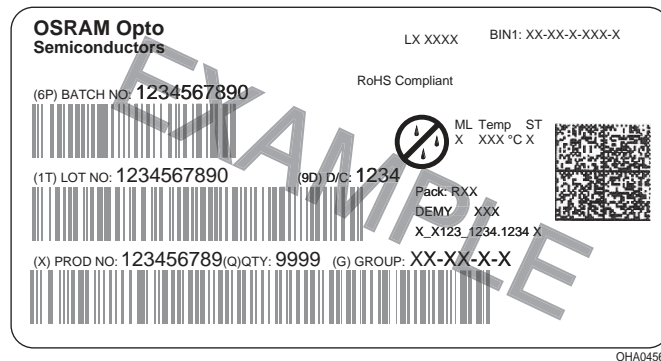 OSRAM Opto
Semiconductors
LX XXXX
BIN1: XX-XX-X-XXX-X
RoHS Compliant
(6P) BATCH NO: 1234567890
ML Temp ST
X XXX °C X
(1T) LOT NO: 1234567890 (9D) D/C: 1234
Pack: RXX
DEMY XXX
X_X123_1234.1234 X
(X) PROD NO: 123456789(Q)QTY: 9999 (G) GROUP: XX-XX-X-X
EXAMPLE
OHA04563